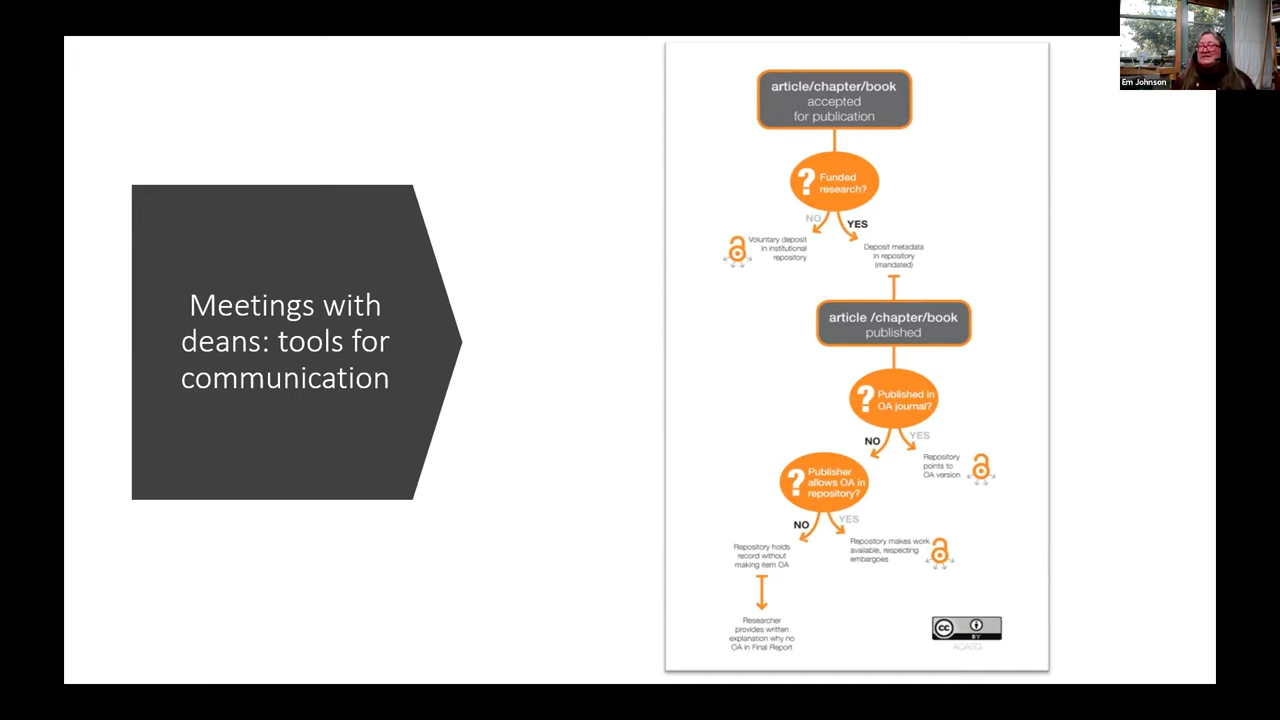 Em Johnson
Meetings with
deans: tools for
communication
article/chapter/book
accepted
for publication
? Funded
research?
NO
YES
Voluntary deposit
in institutional
repository
Deposit metadata
in repository
(mandated)
article /chapter/book
published
? Published in
OA journal?
NO
YES
Repository
points to
OA version
? Publisher
allows OA in
repository?
NO
YES
Repository holds
record without
making item OA
Repository makes work
available, respecting
embargoes
Researcher
provides written
explanation why no
OA in Final Report
CC
BY
AOASG